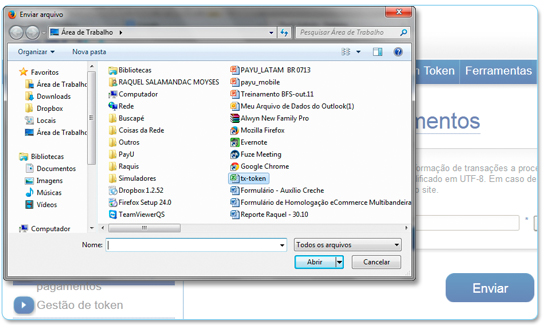 Enviar arquivo
Área de Trabalho
Pesquisar Área de Trabalho
Organizar
Nova pasta
Favoritos
Área de Trabalho
Downloads
Dropbox
Locais
Área de Trabalho
Bibliotecas
Documentos
Imagens
Músicas
Vídeos
Computador
Bibliotecas
RAQUEL SALAMANDAC MOYSES
Computador
Rede
Buscapé
Coisas da Rede
Outros
PayU
Raquis
Simuladores
Dropbox 1.2.52
Firefox Setup 24.0
TeamViewerQS
PAYU_LATAM BR 0713
payu_mobile
Treinamento BFS-out.11
Meu Arquivo de Dados do Outlook(1)
Alwyn New Family Pro
Mozilla Firefox
Evernote
Fuze Meeting
Google Chrome
tx-token
Formulário - Auxílio Creche
Formulário de Homologação eCommerce Multibandeira
Reporte Raquel - 30.10
Nome:
Todos os arquivos
Abrir
Cancelar
Token
Ferramentas
mentos
ormação de transações a proce
dificado em UTF-8. Em caso de
o site.
*
Enviar
pagamentos
Gestão de token